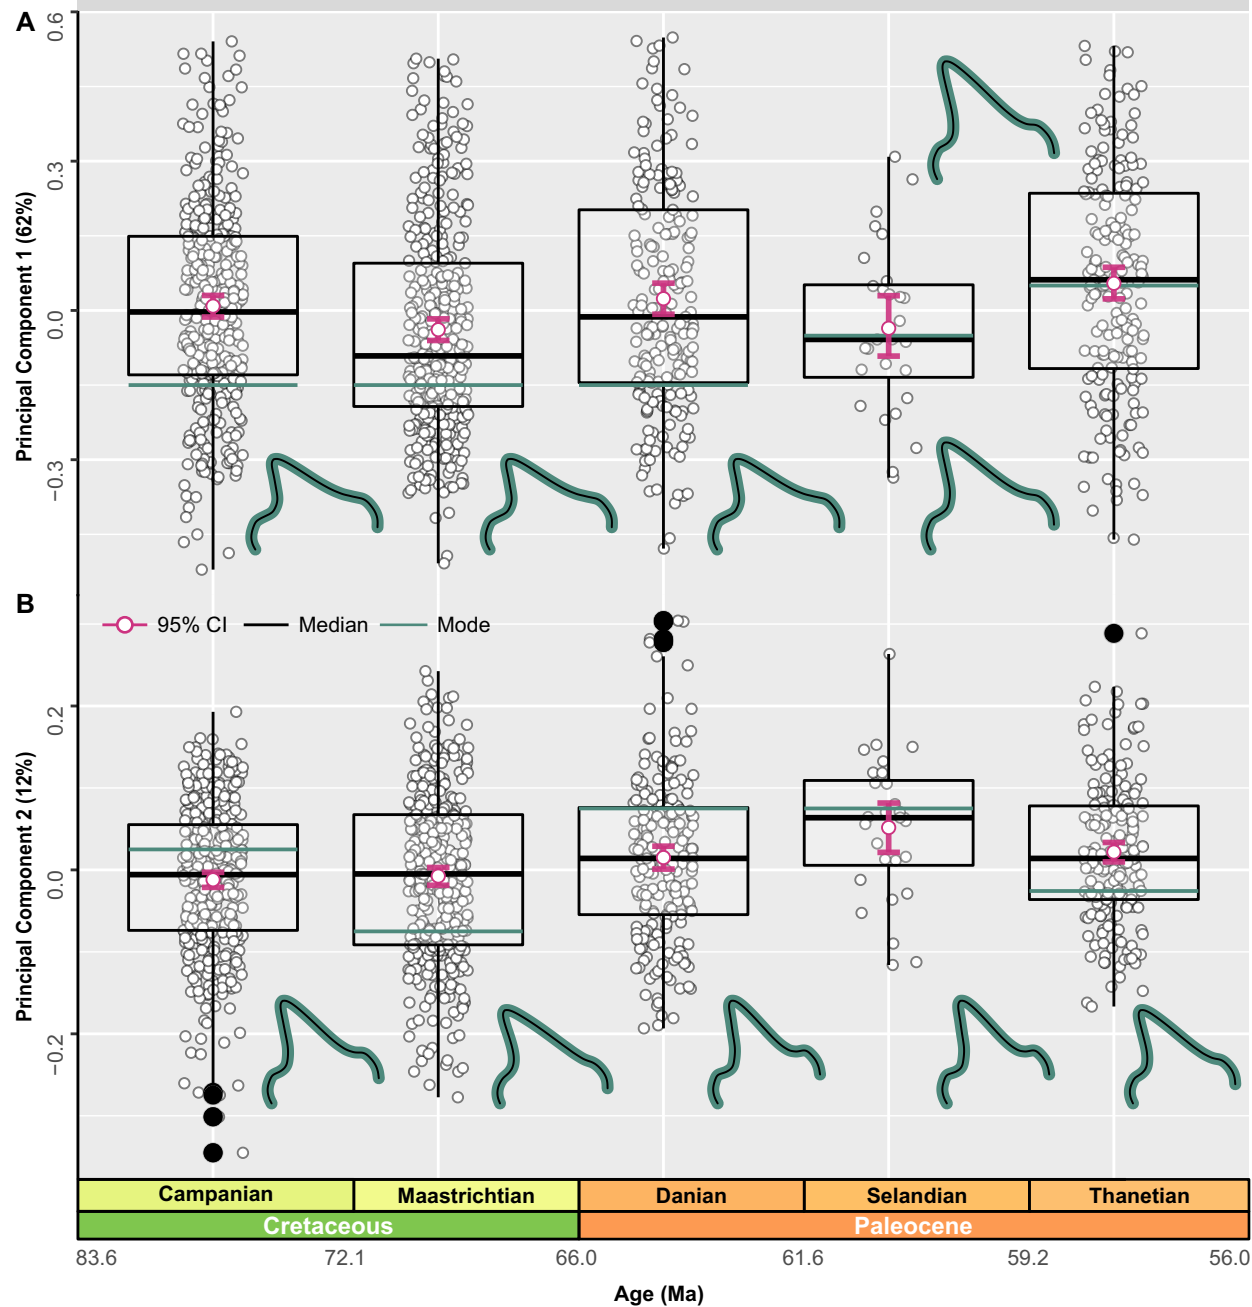 A
0.6
0.3
0.0
−0.3
Principal Component 1 (62%)
B
95% CI Median Mode
0.2
0.0
−0.2
Principal Component 2 (12%)
Campanian Maastrichtian Danian Selandian Thanetian
Cretaceous Paleocene
83.6 72.1 66.0 61.6 59.2 56.0
Age (Ma)